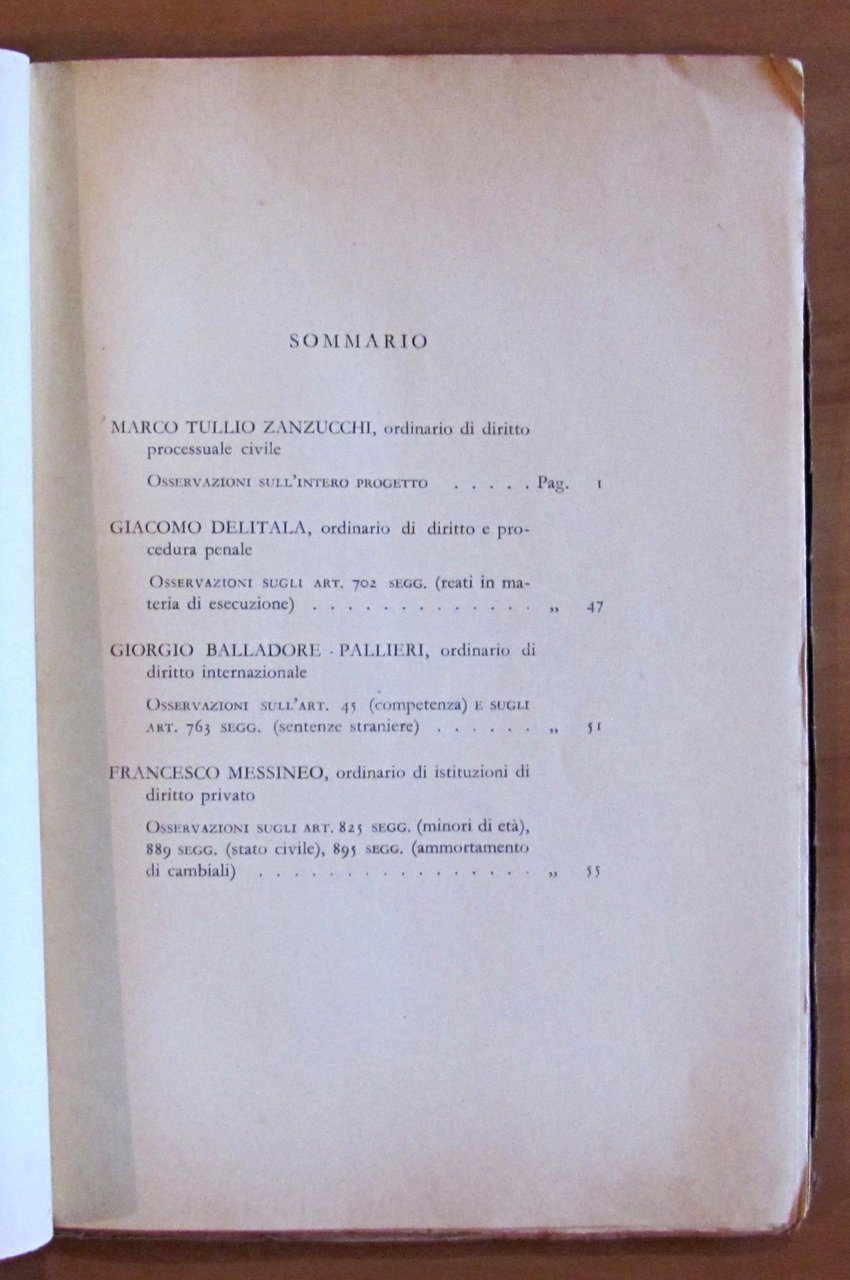 SOMMARIO
MARCO TULLIO ZANZUCCHI, ordinario di diritto
processuale civile
OSSERVAZIONI SULL'INTERO PROGETTO . . . . . Pag. 1
GIACOMO DELITALA, ordinario di diritto e pro-
cedura penale
OSSERVAZIONI SUGLI ART. 702 SEGG. (reati in ma-
teria di esecuzione) . . . . . . . . . . . . . „ 47
GIORGIO BALLADORE - PALLIERI, ordinario di
diritto internazionale
OSSERVAZIONI SULL'ART. 45 (competenza) E SUGLI
ART. 763 SEGG. (sentenze straniere) . . . . . . „ 51
FRANCESCO MESSINEO, ordinario di istituzioni di
diritto privato
OSSERVAZIONI SUGLI ART. 825 SEGG. (minori di età),
889 SEGG. (stato civile), 895 SEGG. (ammortamento
di cambiali) . . . . . . . . . . . . . . . . „ 55